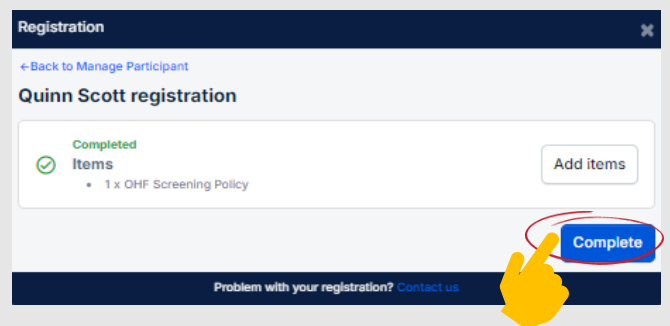 Registration
←Back to Manage Participant
Quinn Scott registration
Completed
Items
Add items
• 1 x OHF Screening Policy
Complete
Problem with your registration? Contact us